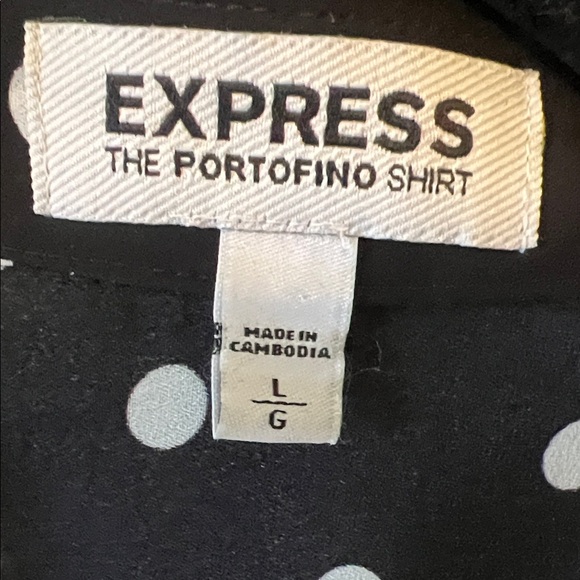 EXPRESS
THE PORTOFINO SHIRT
MADE IN
CAMBODIA
L
G